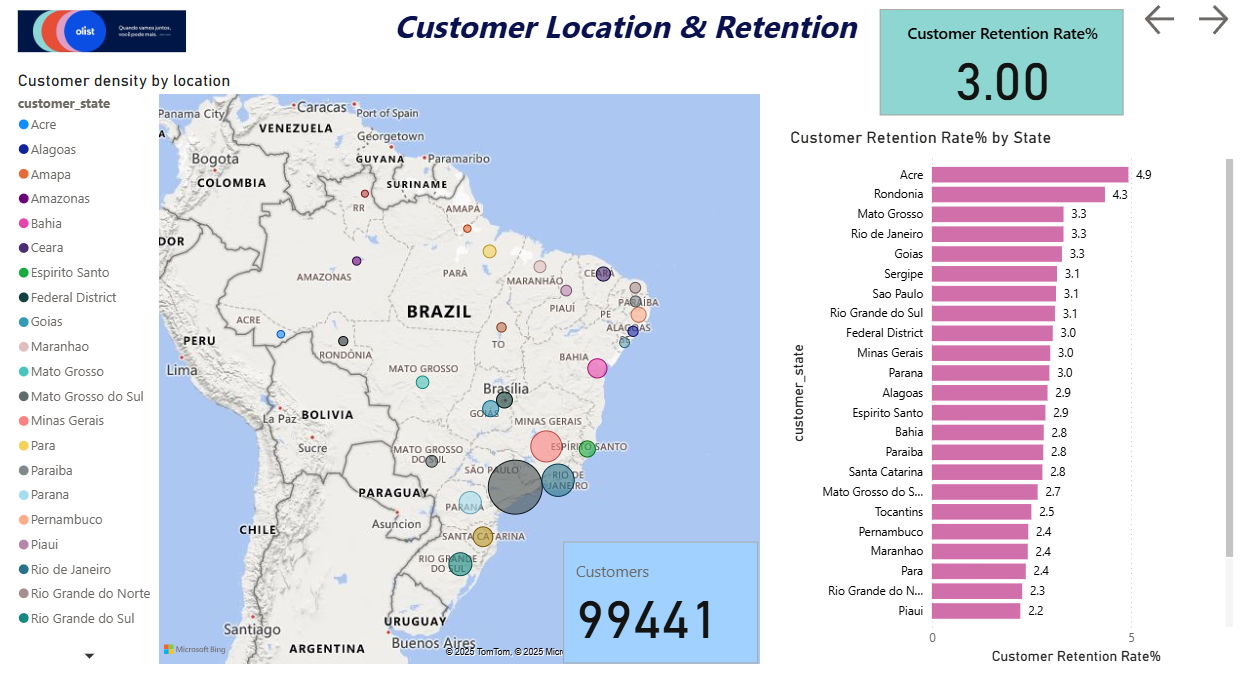 olist
Quando vamos juntos,
você pode mais.
Customer Location & Retention
Customer Retention Rate%
3.00
Customer density by location
customer_state
Acre
Alagoas
Amapa
Amazonas
Bahia
Ceara
Espirito Santo
Federal District
Goias
Maranhao
Mato Grosso
Mato Grosso do Sul
Minas Gerais
Para
Paraiba
Parana
Pernambuco
Piaui
Rio de Janeiro
Rio Grande do Norte
Rio Grande do Sul
Panama City
Caracas
Port of Spain
VENEZUELA
Georgetown
Bogota
GUYANA
Paramaribo
COLOMBIA
SURINAME
RR
AMAPÁ
DOR
AMAZONAS
PARÁ
MARANHÃO
CEARÁ
PARAÍBA
PIAUÍ
PE
BRAZIL
ACRE
ALAGOAS
PERU
RONDÔNIA
TO
SE
Lima
MATO GROSSO
BAHIA
Brasília
La Paz
BOLIVIA
GOIÁS
MINAS GERAIS
Sucre
MATO GROSSO
DO SUL
ESPÍRITO SANTO
SÃO PAULO
RIO DE
JANEIRO
PARAGUAY
PARANÁ
CHILE
Asuncion
SANTA CATARINA
RIO GRANDE
DO SUL
URUGUAY
Santiago
Buenos Aires
ARGENTINA
Microsoft Bing
© 2025 TomTom, © 2025 Micr
Customers
99441
Customer Retention Rate% by State
customer_state
Acre 4.9
Rondonia 4.3
Mato Grosso 3.3
Rio de Janeiro 3.3
Goias 3.3
Sergipe 3.1
Sao Paulo 3.1
Rio Grande do Sul 3.1
Federal District 3.0
Minas Gerais 3.0
Parana 3.0
Alagoas 2.9
Espirito Santo 2.9
Bahia 2.8
Paraiba 2.8
Santa Catarina 2.8
Mato Grosso do S... 2.7
Tocantins 2.5
Pernambuco 2.4
Maranhao 2.4
Para 2.4
Rio Grande do N... 2.3
Piaui 2.2
0 5
Customer Retention Rate%